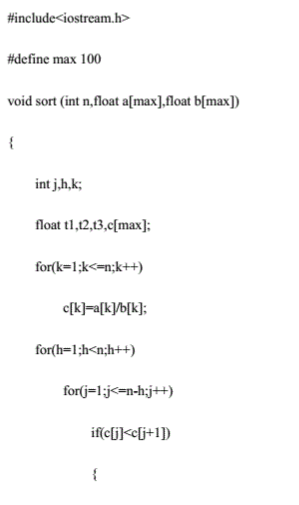 #include<iostream.h>
#define max 100
void sort (int n,float a[max],float b[max])
{
int j,h,k;
float t1,t2,t3,c[max];
for(k=1;k<=n;k++)
c[k]=a[k]/b[k];
for(h=1;h<n;h++)
for(j=1;j<=n-h;j++)
if(c[j]<c[j+1])
{